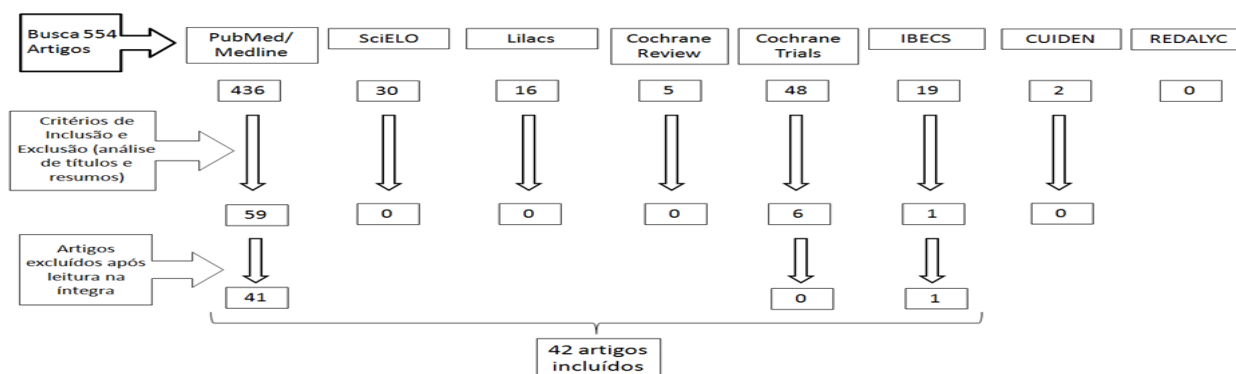 Busca 554
Artigos
PubMed/
Medline
SciELO
Lilacs
Cochrane
Review
Cochrane
Trials
IBECS
CUIDEN
REDALYC
436
30
16
5
48
19
2
0
Critérios de
Inclusão e
Exclusão (análise
de títulos e
resumos)
59
0
0
0
6
1
0
Artigos
excluídos após
leitura na
íntegra
41
0
1
42 artigos
incluídos